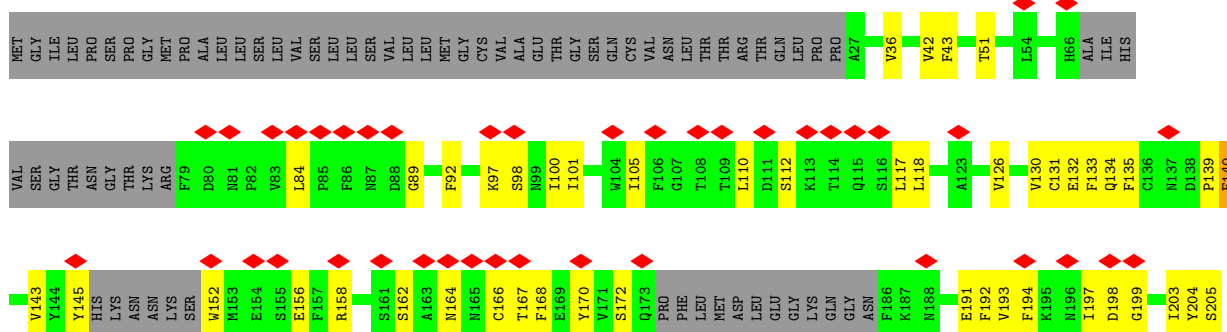 MET GLY ILE LEU PRO SER PRO GLY MET PRO ALA LEU LEU SER LEU VAL SER LEU LEU SER VAL LEU LEU MET GLY CYS VAL ALA GLU THR GLY SER GLN CYS VAL ASN LEU THR THR ARG THR GLN LEU PRO PRO A27 V36 V42 F43 T51 L54 H66 ALA ILE HIS
VAL SER GLY THR ASN GLY THR LYS ARG F79 D80 N81 P82 V83 L84 P85 F86 N87 D88 G89 F92 K97 S98 N99 I100 I101 W104 I105 F106 G107 T108 T109 L110 D111 S112 K113 T114 Q115 S116 L117 L118 A123 V126 V130 C131 E132 F133 Q134 F135 C136 N137 D138 P139 F140
V143 Y144 Y145 HIS LYS ASN ASN LYS SER W152 M153 E154 S155 E156 F157 R158 S161 S162 A163 N164 N165 C166 T167 F168 E169 Y170 V171 S172 Q173 PRO PHE LEU MET ASP LEU GLU GLY LYS GLN GLY ASN F186 K187 N188 E191 F192 V193 F194 K195 N196 I197 D198 G199 I203 Y204 S205